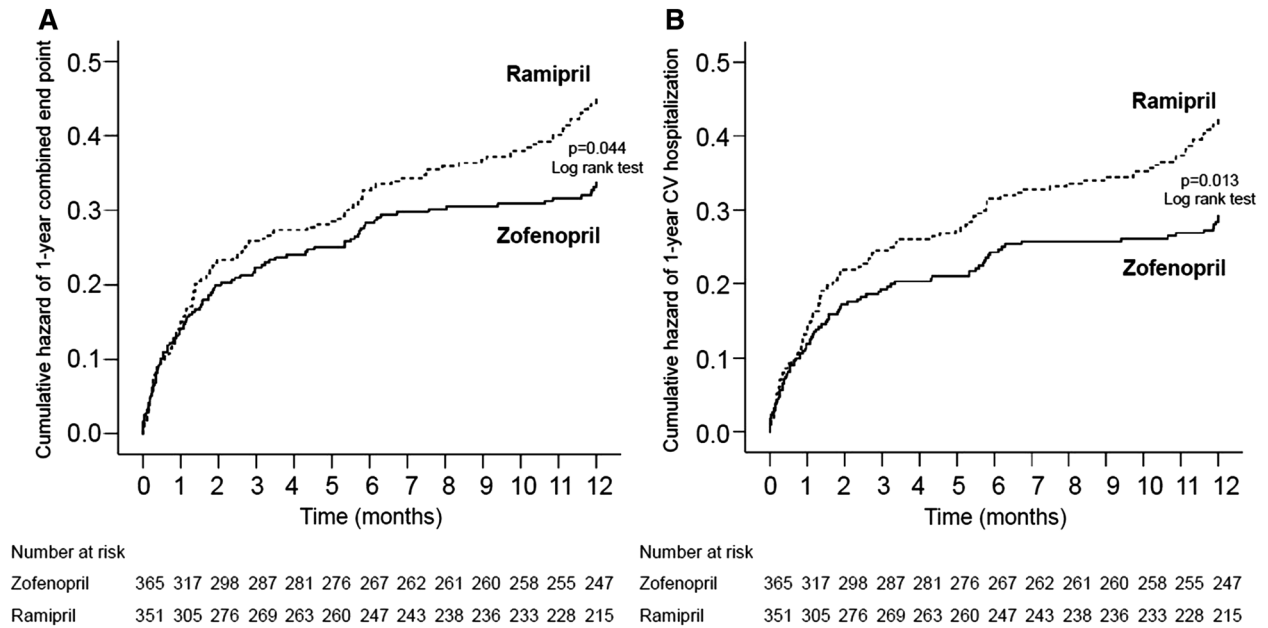 A
Cumulative hazard of 1-year combined end point
0.5
0.4
0.3
0.2
0.1
0.0
Ramipril
p=0.044
Log rank test
Zofenopril
0 1 2 3 4 5 6 7 8 9 10 11 12
Time (months)
Number at risk
Zofenopril 365 317 298 287 281 276 267 262 261 260 258 255 247
Ramipril 351 305 276 269 263 260 247 243 238 236 233 228 215
B
Cumulative hazard of 1-year CV hospitalization
0.5
0.4
0.3
0.2
0.1
0.0
Ramipril
p=0.013
Log rank test
Zofenopril
0 1 2 3 4 5 6 7 8 9 10 11 12
Time (months)
Number at risk
Zofenopril 365 317 298 287 281 276 267 262 261 260 258 255 247
Ramipril 351 305 276 269 263 260 247 243 238 236 233 228 215